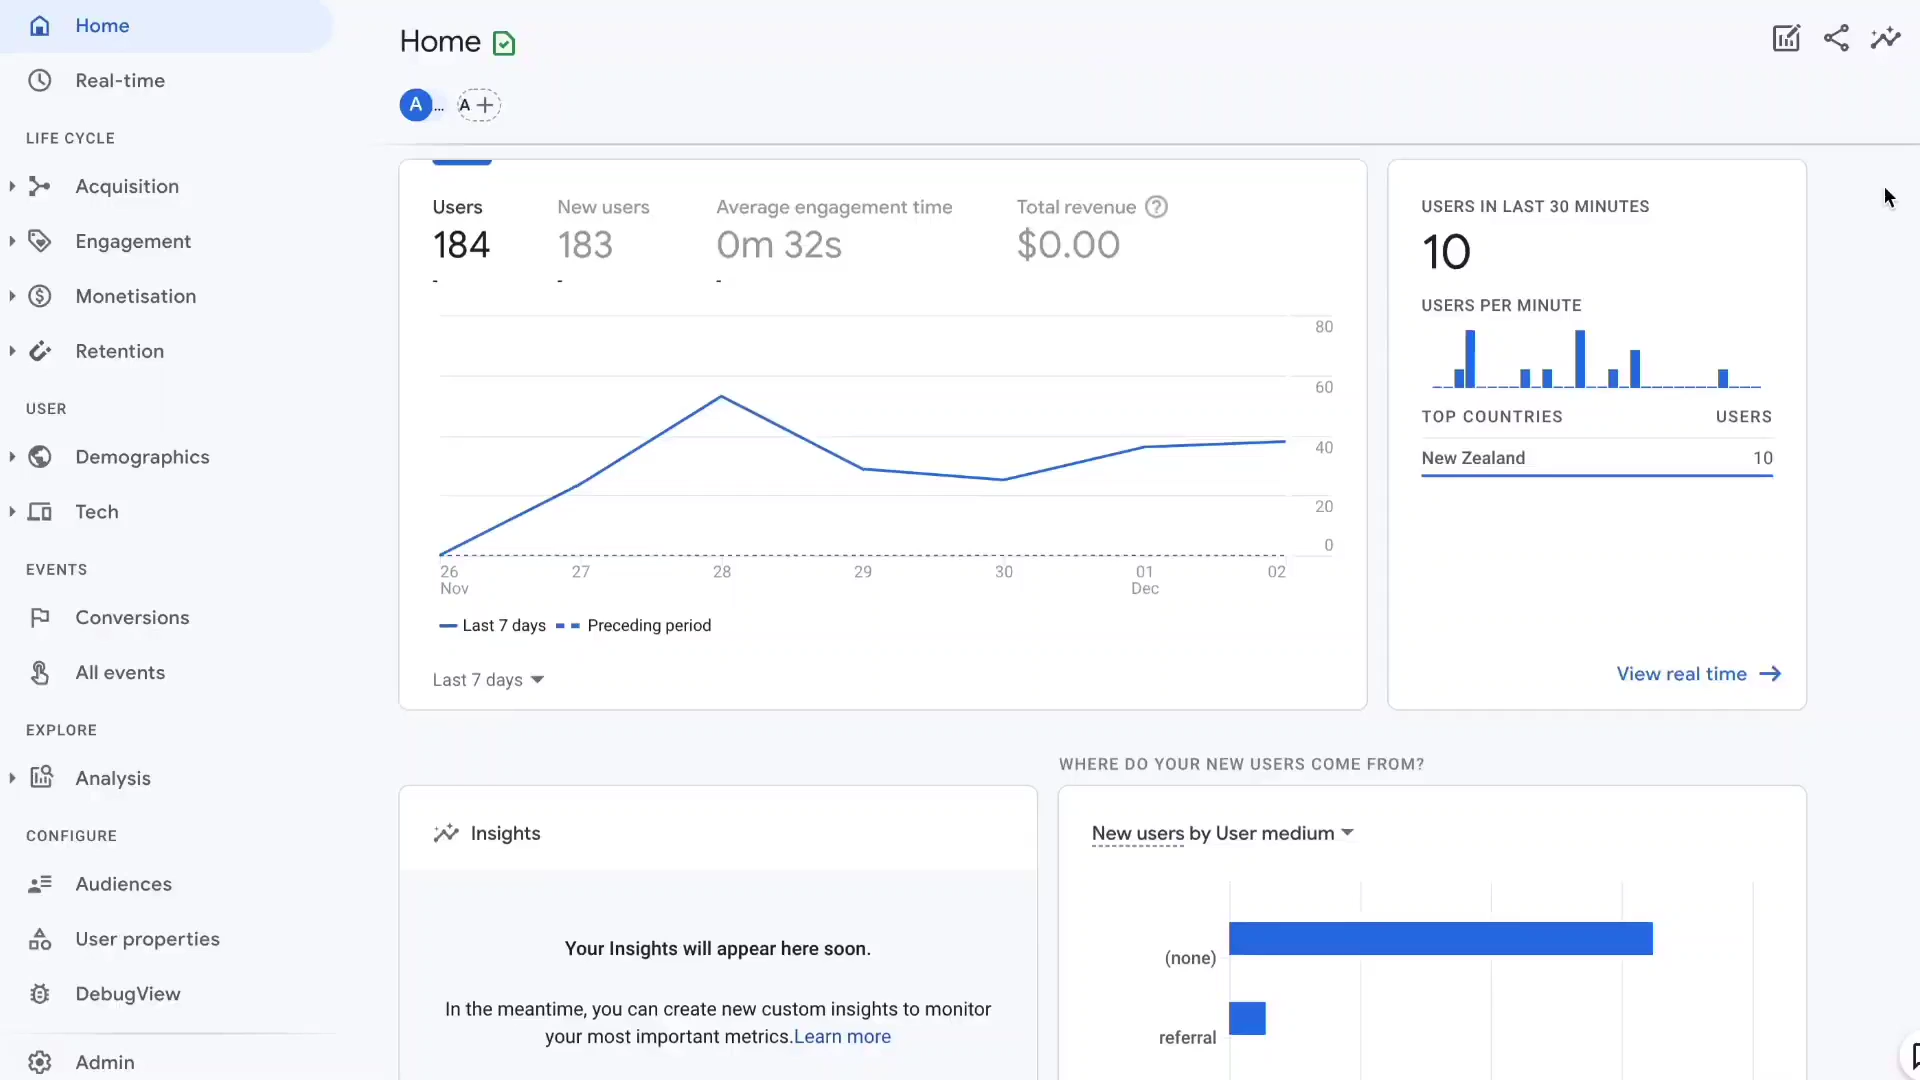 Home
Real-time
LIFE CYCLE
Acquisition
Engagement
Monetisation
Retention
USER
Demographics
Tech
EVENTS
Conversions
All events
EXPLORE
Analysis
CONFIGURE
Audiences
User properties
DebugView
Admin
Home
A ... A +
Users
184
-
New users
183
-
Average engagement time
0m 32s
-
Total revenue ?
$0.00
80
60
40
20
0
26 27 28 29 30 01 02
Nov Dec
Last 7 days Preceding period
Last 7 days
USERS IN LAST 30 MINUTES
10
USERS PER MINUTE
TOP COUNTRIES USERS
New Zealand 10
View real time →
Insights
Your Insights will appear here soon.
In the meantime, you can create new custom insights to monitor
your most important metrics.Learn more
WHERE DO YOUR NEW USERS COME FROM?
New users by User medium
(none)
referral